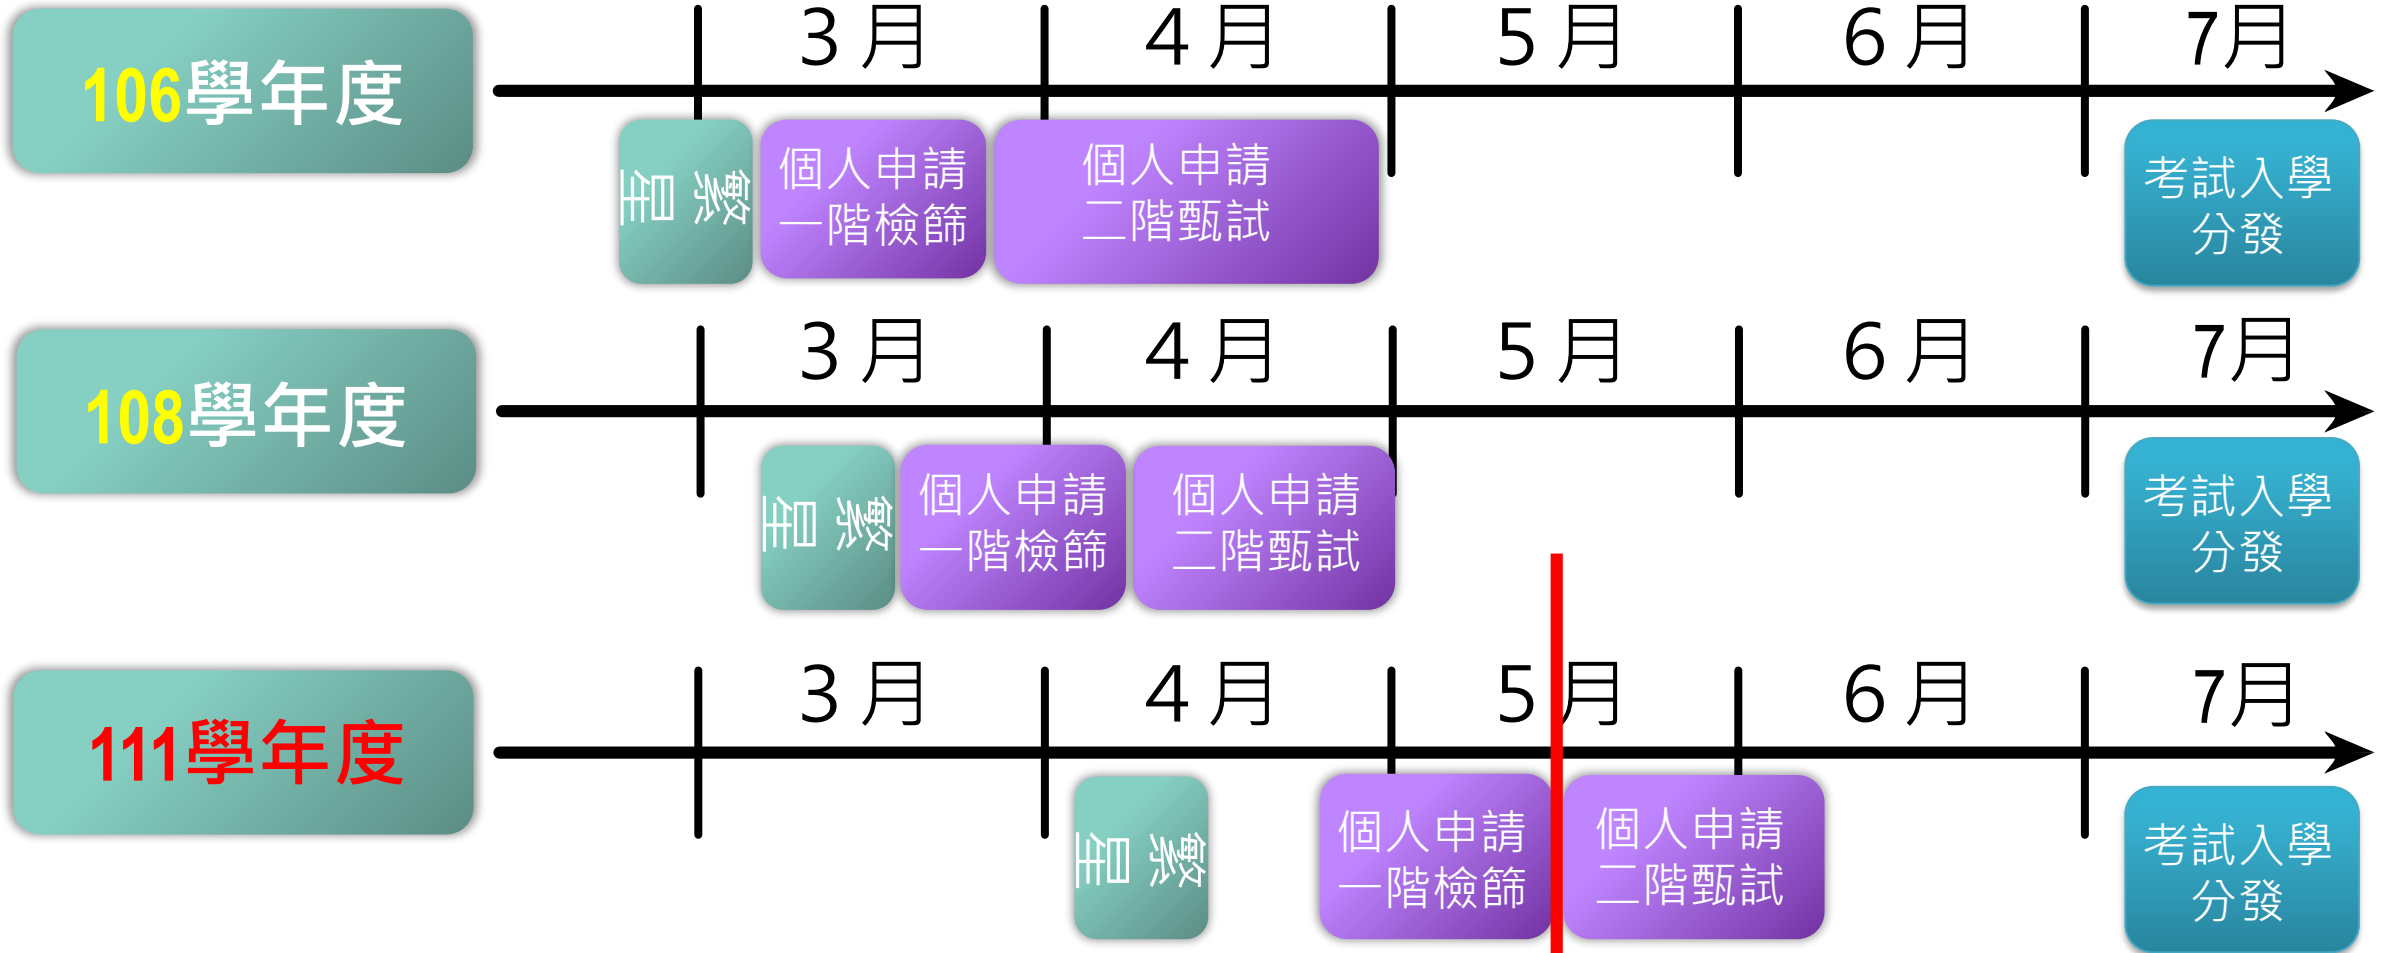 106學年度
3 月
4 月
5 月
6 月
7月
繁星
個人申請
一階檢篩
個人申請
二階甄試
考試入學
分發
108學年度
3 月
4 月
5 月
6 月
7月
繁星
個人申請
一階檢篩
個人申請
二階甄試
考試入學
分發
111學年度
3 月
4 月
5 月
6 月
7月
繁星
個人申請
一階檢篩
個人申請
二階甄試
考試入學
分發